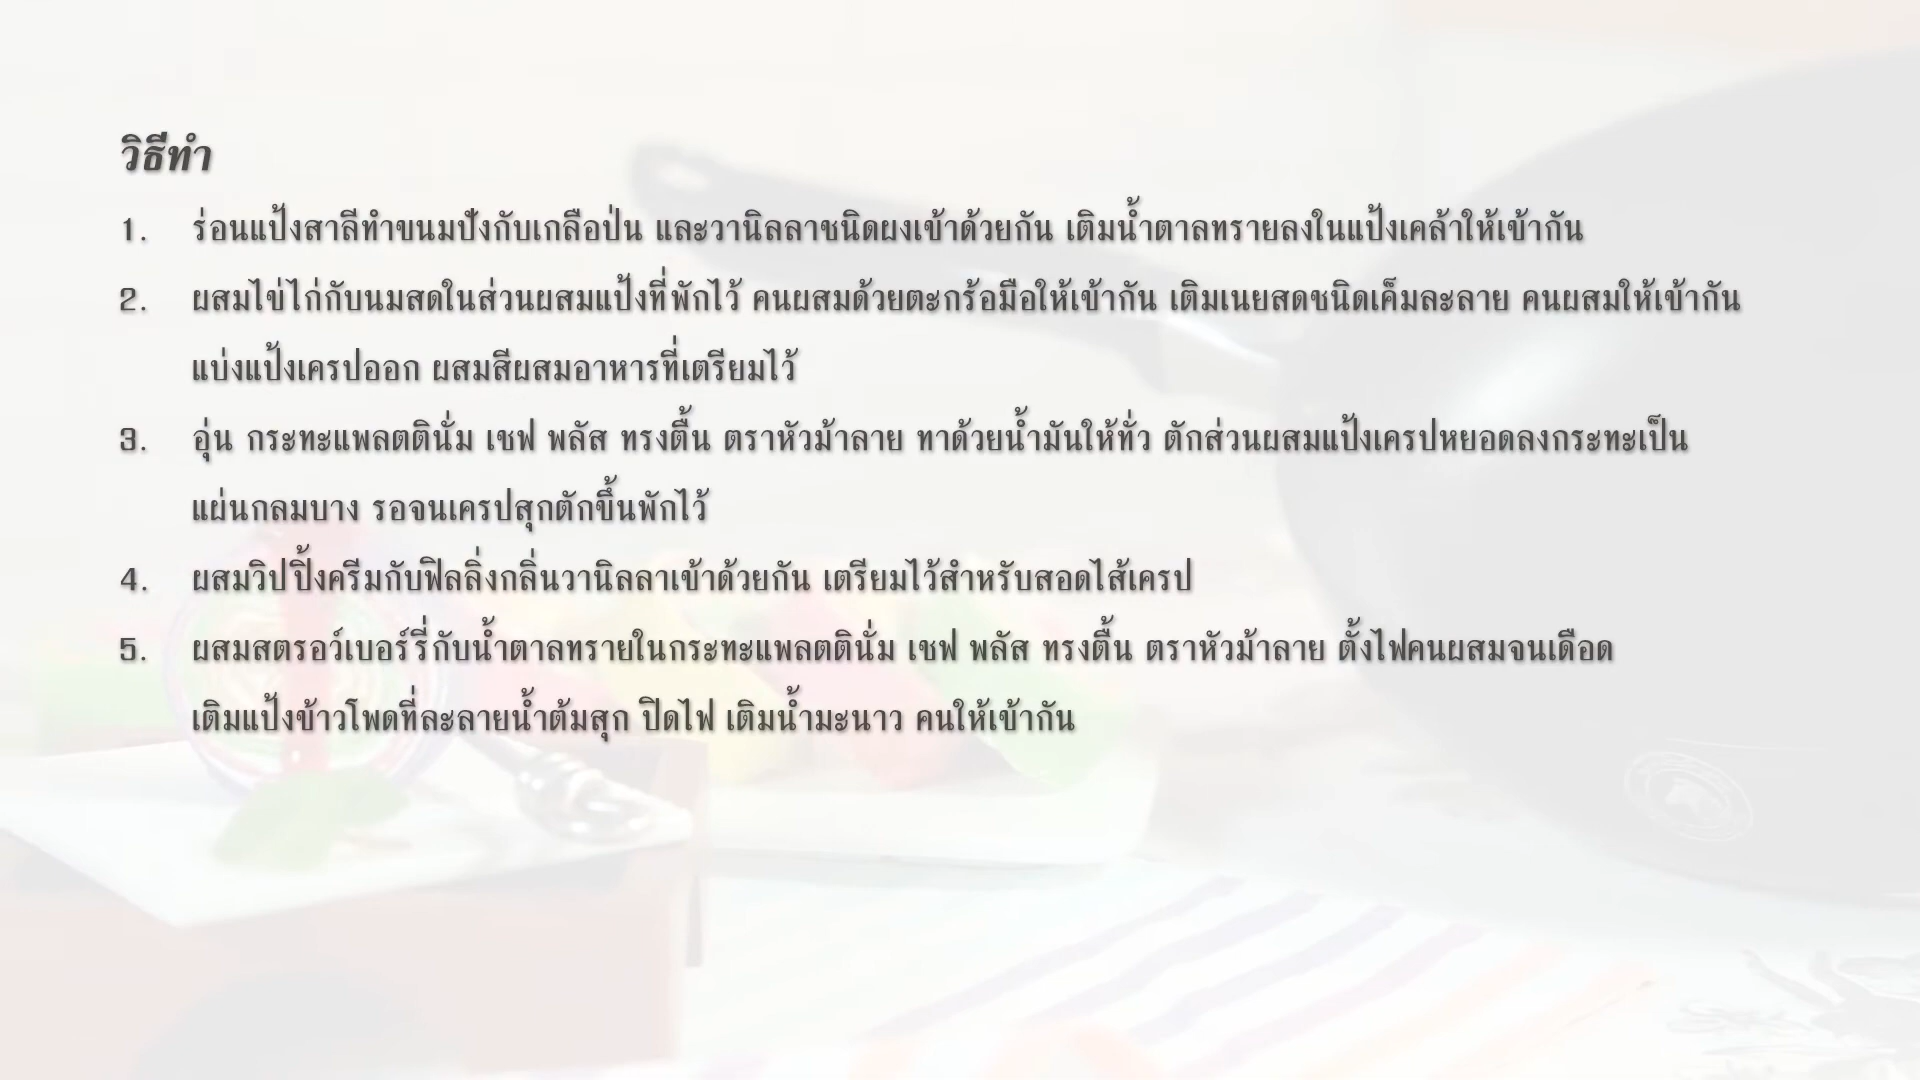 วิธีทำ
1. ร่อนแป้งสาลีทำขนมปังกับเกลือป่น และวานิลลาชนิดผงเข้าด้วยกัน เติมน้ำตาลทรายลงในแป้งเคล้าให้เข้ากัน
2. ผสมไข่ไก่กับนมสดในส่วนผสมแป้งที่พักไว้ คนผสมด้วยตะกร้อมือให้เข้ากัน เติมเนยสดชนิดเค็มละลาย คนผสมให้เข้ากัน
แบ่งแป้งเครปออก ผสมสีผสมอาหารที่เตรียมไว้
3. อุ่น กระทะแพลตตินั่ม เชฟ พลัส ทรงตื้น ตราหัวม้าลาย ทาด้วยน้ำมันให้ทั่ว ตักส่วนผสมแป้งเครปหยอดลงกระทะเป็น
แผ่นกลมบาง รอจนเครปสุกตักขึ้นพักไว้
4. ผสมวิปปิ้งครีมกับฟิลลิ่งกลิ่นวานิลลาเข้าด้วยกัน เตรียมไว้สำหรับสอดไส้เครป
5. ผสมสตรอว์เบอร์รี่กับน้ำตาลทรายในกระทะแพลตตินั่ม เชฟ พลัส ทรงตื้น ตราหัวม้าลาย ตั้งไฟคนผสมจนเดือด
เติมแป้งข้าวโพดที่ละลายน้ำต้มสุก ปิดไฟ เติมน้ำมะนาว คนให้เข้ากัน